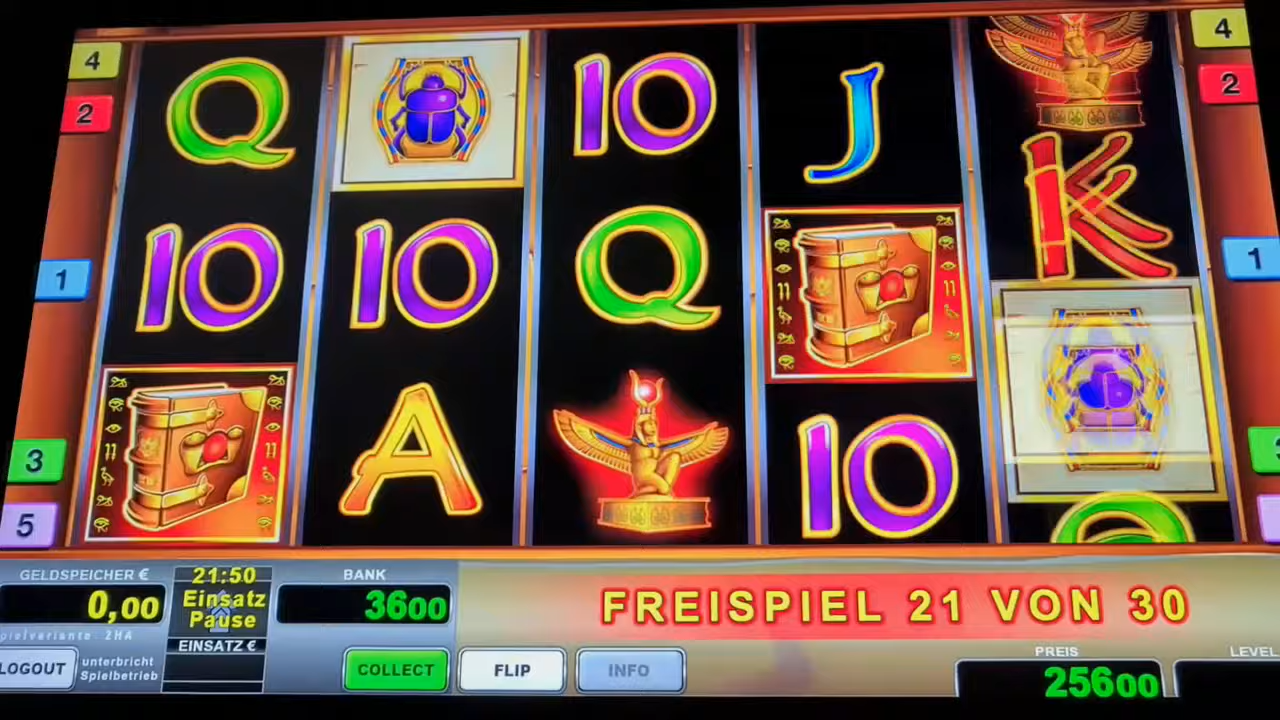 4
4
2
2
Q
10
J
K
1
1
10
10
Q
3
A
10
5
Q
GELDSPEICHER €
0,00
21:50
Einsatz
Pause
BANK
3600
FREISPIEL 21 VON 30
EINSATZ €
LOGOUT
unterbricht
Spielbetrieb
COLLECT
FLIP
INFO
PREIS
25600
LEVEL